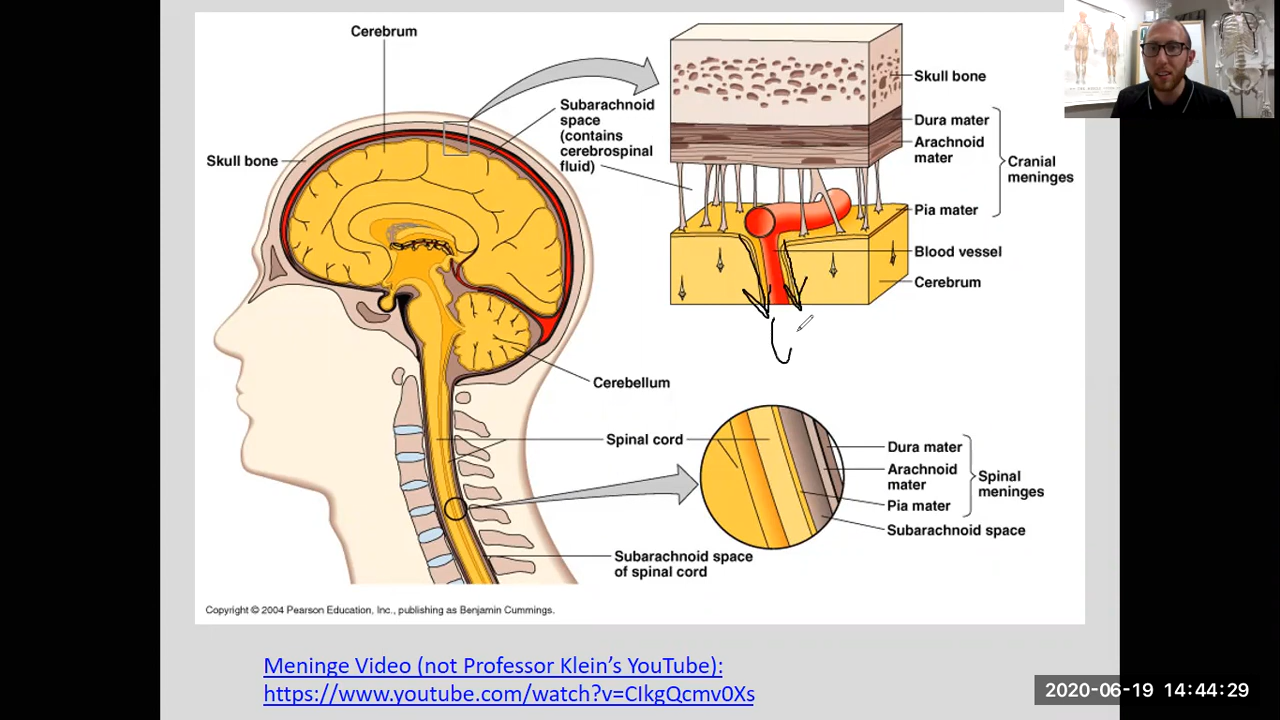 Cerebrum
Skull bone
Subarachnoid
space
(contains
cerebrospinal
fluid)
Skull bone
Dura mater
Arachnoid
mater
Cranial
meninges
Pia mater
Blood vessel
Cerebrum
Cerebellum
Spinal cord
Dura mater
Arachnoid
mater
Spinal
meninges
Pia mater
Subarachnoid space
Subarachnoid space
of spinal cord
Copyright © 2004 Pearson Education, Inc., publishing as Benjamin Cummings.
Meninge Video (not Professor Klein's YouTube):
https://www.youtube.com/watch?v=CIkgQcmv0Xs
2020-06-19 14:44:29